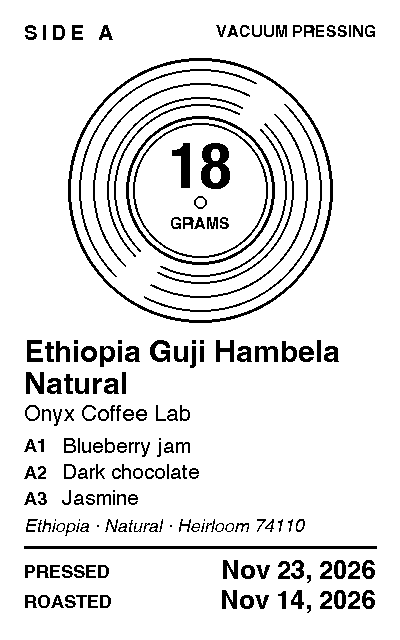 SIDE A
VACUUM PRESSING
18
GRAMS
Ethiopia Guji Hambela
Natural
Onyx Coffee Lab
A1 Blueberry jam
A2 Dark chocolate
A3 Jasmine
Ethiopia · Natural · Heirloom 74110
PRESSED Nov 23, 2026
ROASTED Nov 14, 2026